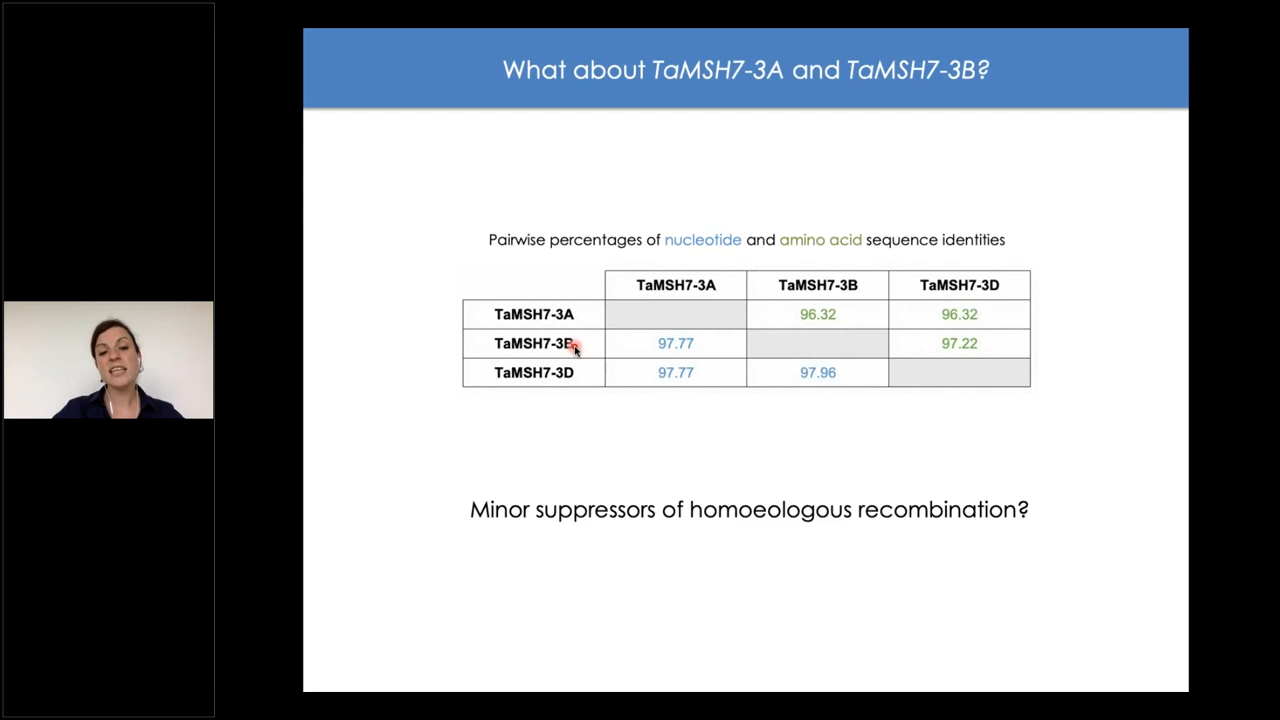 What about TaMSH7-3A and TaMSH7-3B?
Pairwise percentages of nucleotide and amino acid sequence identities
TaMSH7-3A TaMSH7-3B TaMSH7-3D
TaMSH7-3A 96.32 96.32
TaMSH7-3B 97.77 97.22
TaMSH7-3D 97.77 97.96
Minor suppressors of homoeologous recombination?